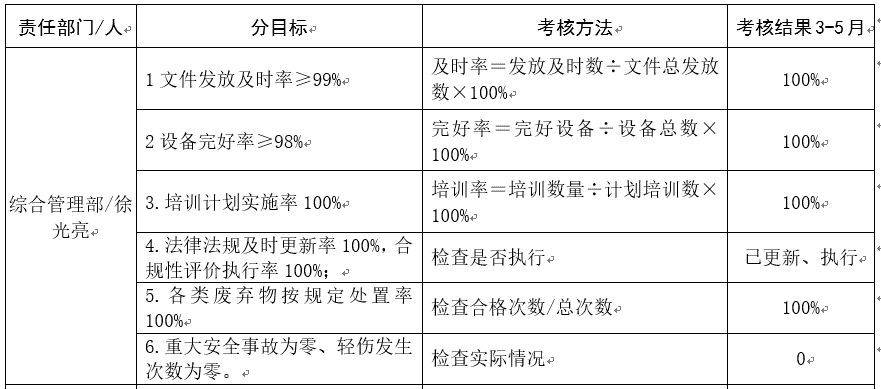 责任部门/人 分目标 考核方法 考核结果 3-5 月
综合管理部/徐光亮
1 文件发放及时率≥99%
及时率＝发放及时数÷文件总发放
数×100%
100%
2 设备完好率≥98%
完好率＝完好设备÷设备总数×
100%
100%
3.培训计划实施率 100%
培训率＝培训数量÷计划培训数×
100%
100%
4.法律法规及时更新率 100%，合
规性评价执行率 100%；
检查是否执行
已更新、执行
5.各类废弃物按规定处置率
100%
检查合格次数/总次数
100%
6.重大安全事故为零、轻伤发生
次数为零。
检查实际情况
0